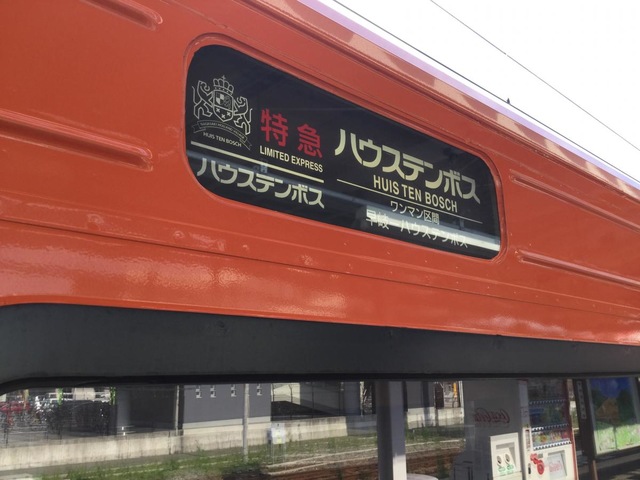 HUIS TEN BOSCH
特急
LIMITED EXPRESS
ハウステンボス
ハウステンボス
HUIS TEN BOSCH
ワンマン区間
早岐ーハウステンボス
Coca-Cola